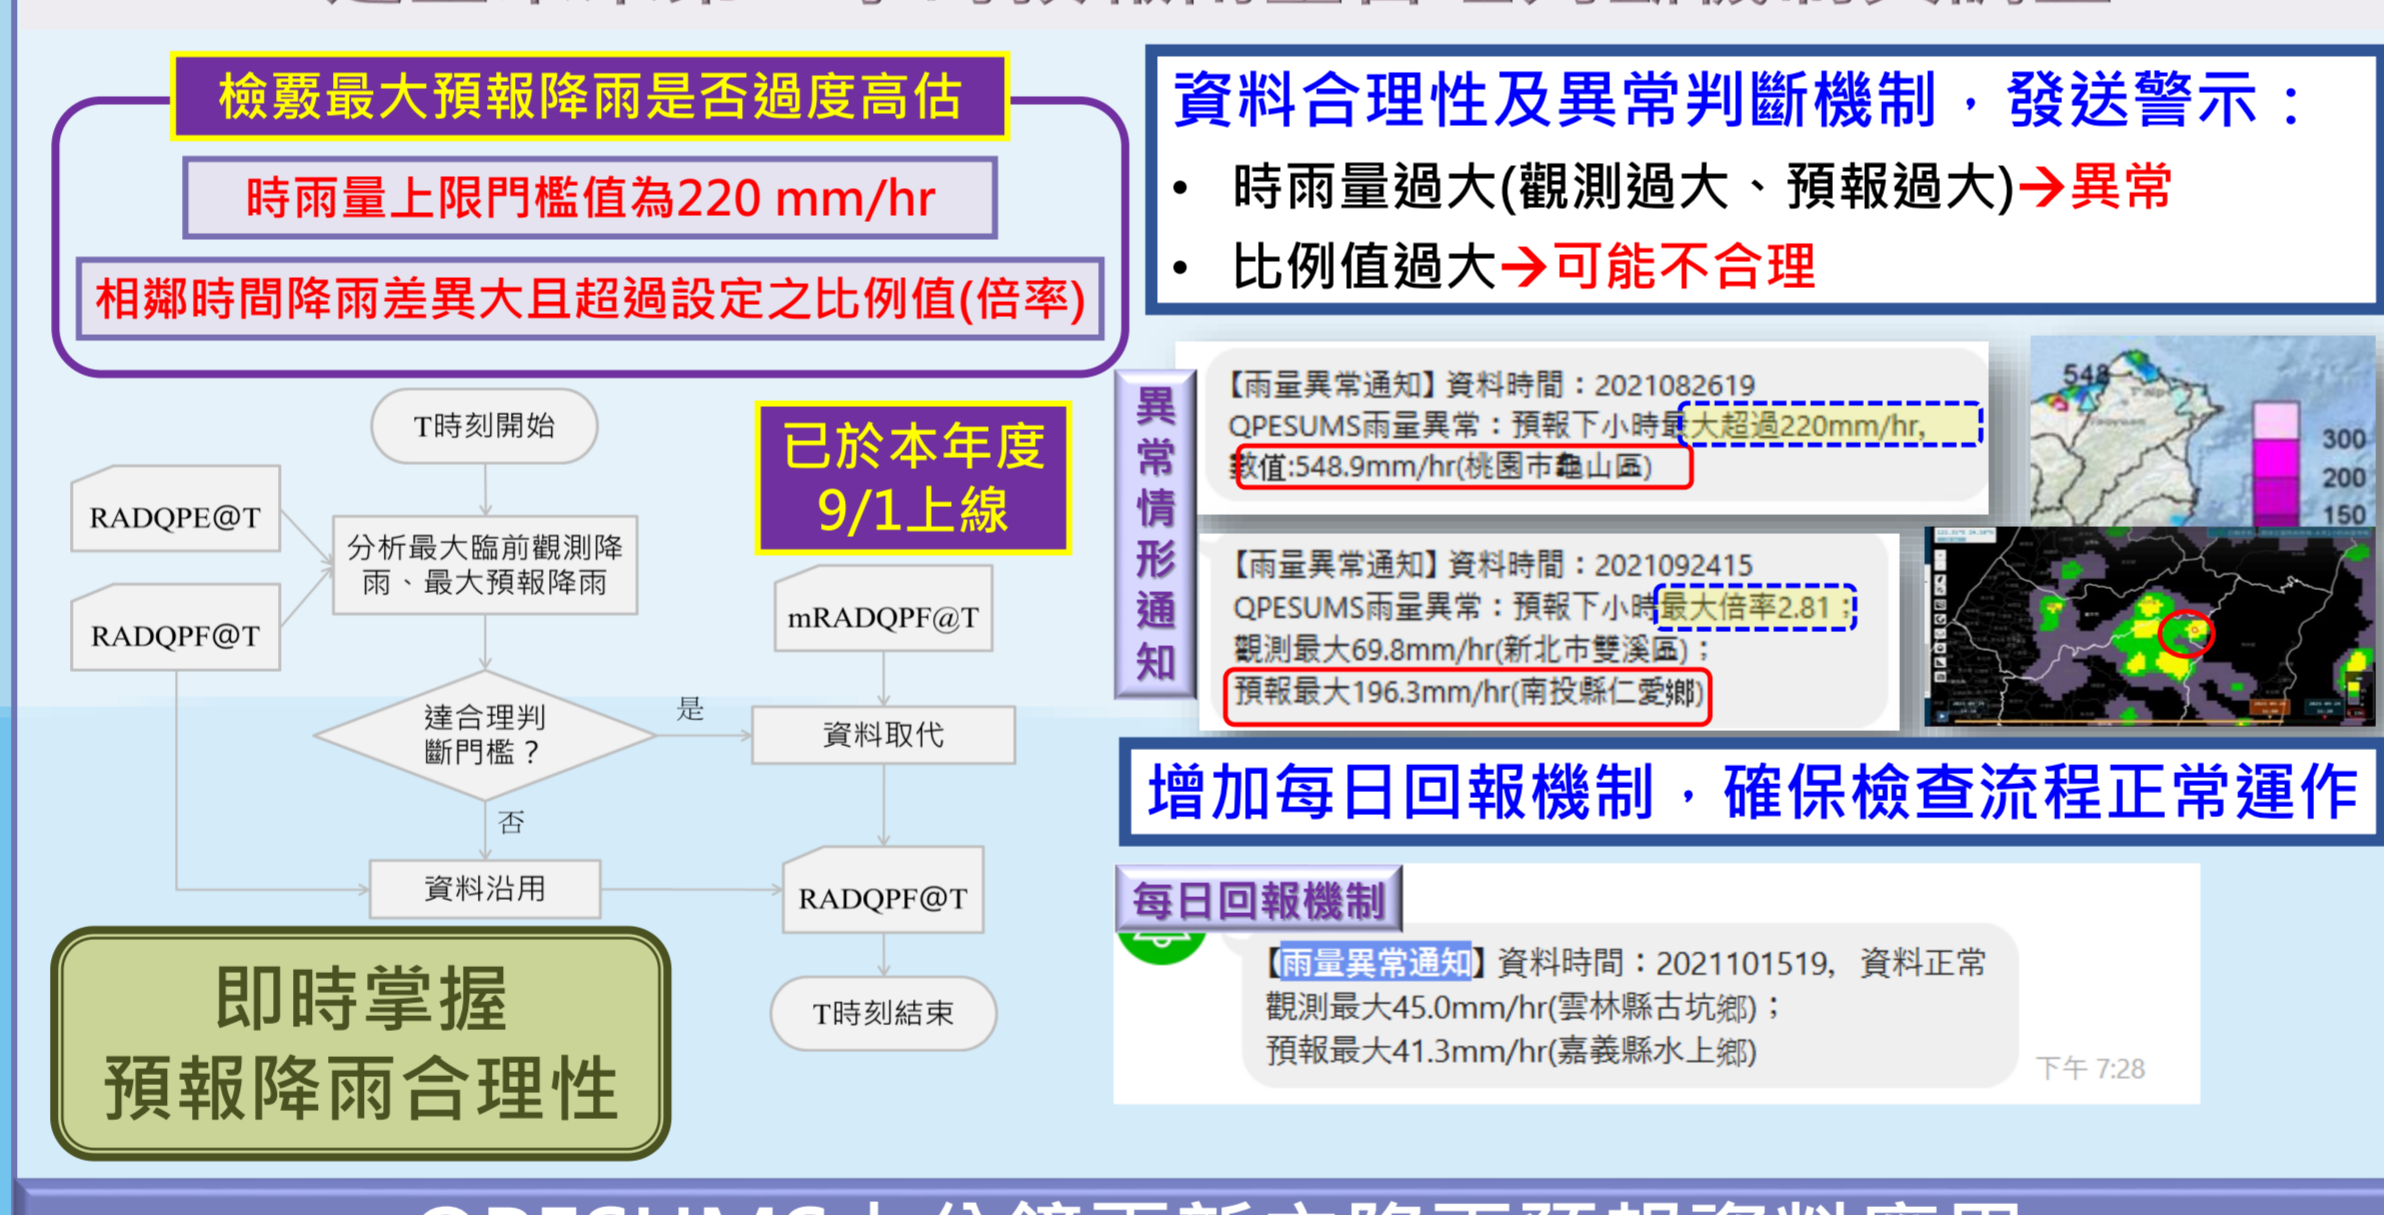 檢覈最大預報降雨是否過度高估
時雨量上限門檻值為220 mm/hr
相鄰時間降雨差異大且超過設定之比例值(倍率)
T時刻開始
RADQPE@T
RADQPF@T
分析最大臨前觀測降
雨、最大預報降雨
達合理判
斷門檻？
是
否
資料沿用
已於本年度
9/1上線
mRADQPF@T
資料取代
RADQPF@T
T時刻結束
即時掌握
預報降雨合理性
資料合理性及異常判斷機制，發送警示：
• 時雨量過大(觀測過大、預報過大)→異常
• 比例值過大→可能不合理
異常情形通知
【雨量異常通知】資料時間：2021082619
QPESUMS雨量異常：預報下小時最大超過220mm/hr,
數值:548.9mm/hr(桃園市龜山區)
548
300
200
150
【雨量異常通知】資料時間：2021092415
QPESUMS雨量異常：預報下小時最大倍率2.81；
觀測最大69.8mm/hr(新北市雙溪區)；
預報最大196.3mm/hr(南投縣仁愛鄉)
增加每日回報機制，確保檢查流程正常運作
每日回報機制
【雨量異常通知】資料時間：2021101519, 資料正常
觀測最大45.0mm/hr(雲林縣古坑鄉)；
預報最大41.3mm/hr(嘉義縣水上鄉)
下午 7:28